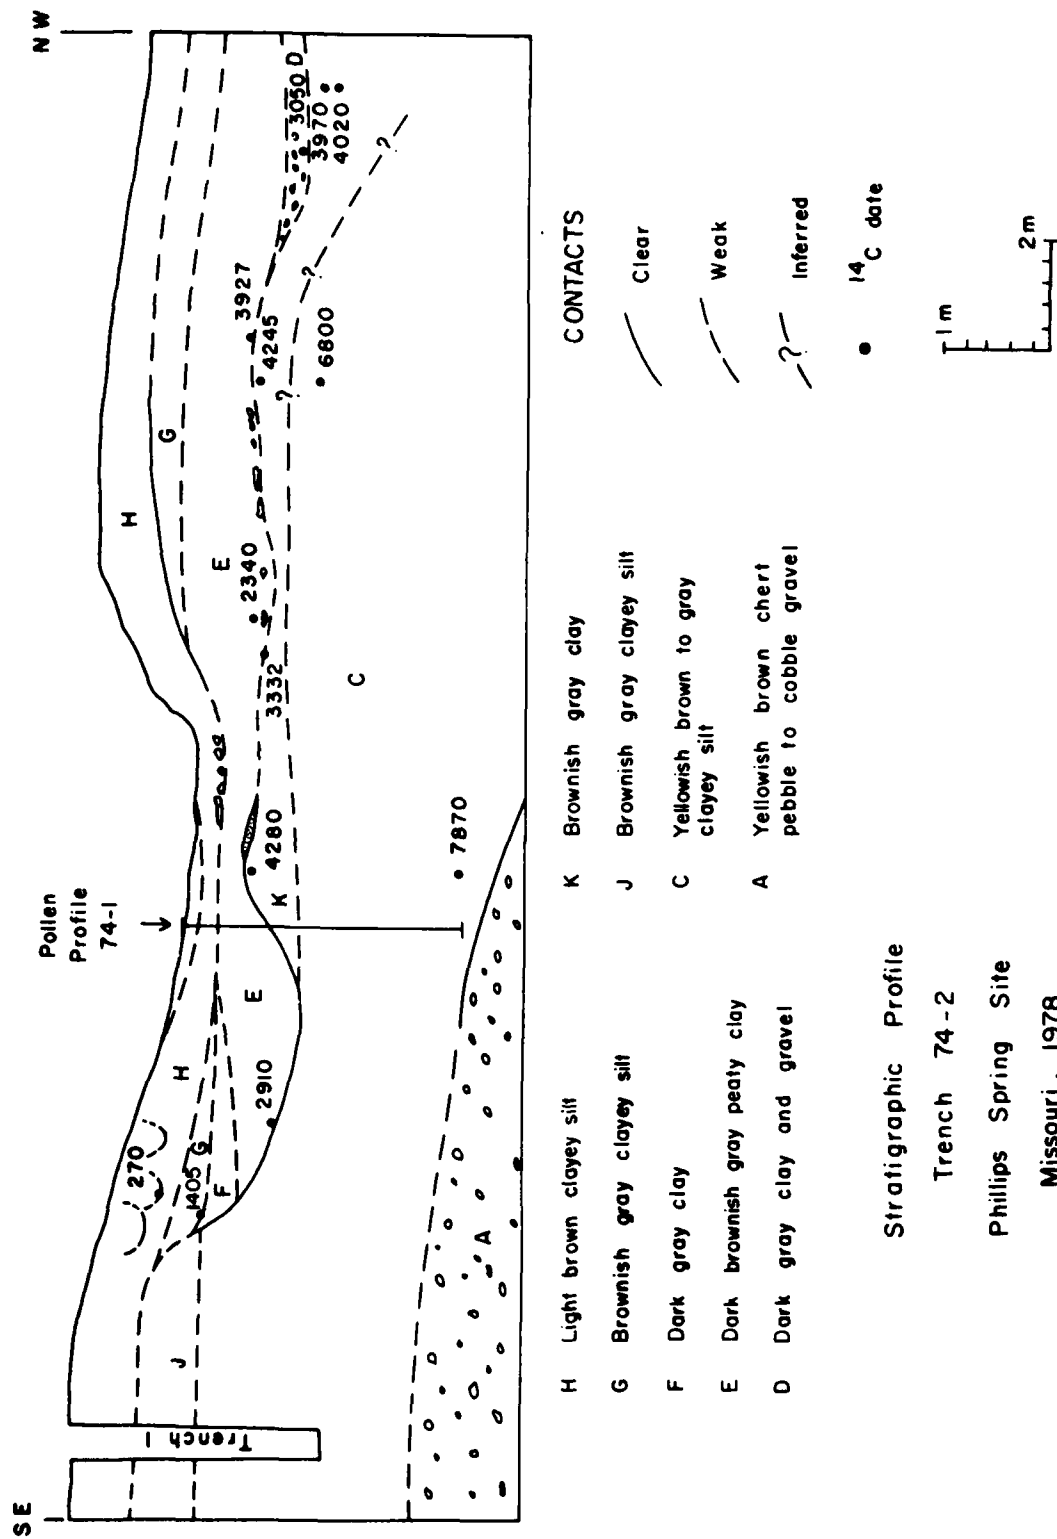 SE
NW
Pollen
Profile
74-1
Trench 1
H
G
J
F
E
H
G
E
K
C
D
A
270
1405
2910
4280
7870
3332
2340
4245
3927
6800
3050
3970
4020
?
?
?
H Light brown clayey silt
G Brownish gray clayey silt
F Dark gray clay
E Dark brownish gray peaty clay
D Dark gray clay and gravel
K Brownish gray clay
J Brownish gray clayey silt
C Yellowish brown to gray
clayey silt
A Yellowish brown chert
pebble to cobble gravel
CONTACTS
Clear
Weak
? Inferred
14C date
1m
2m
Stratigraphic Profile
Trench 74-2
Phillips Spring Site
Missouri, 1978